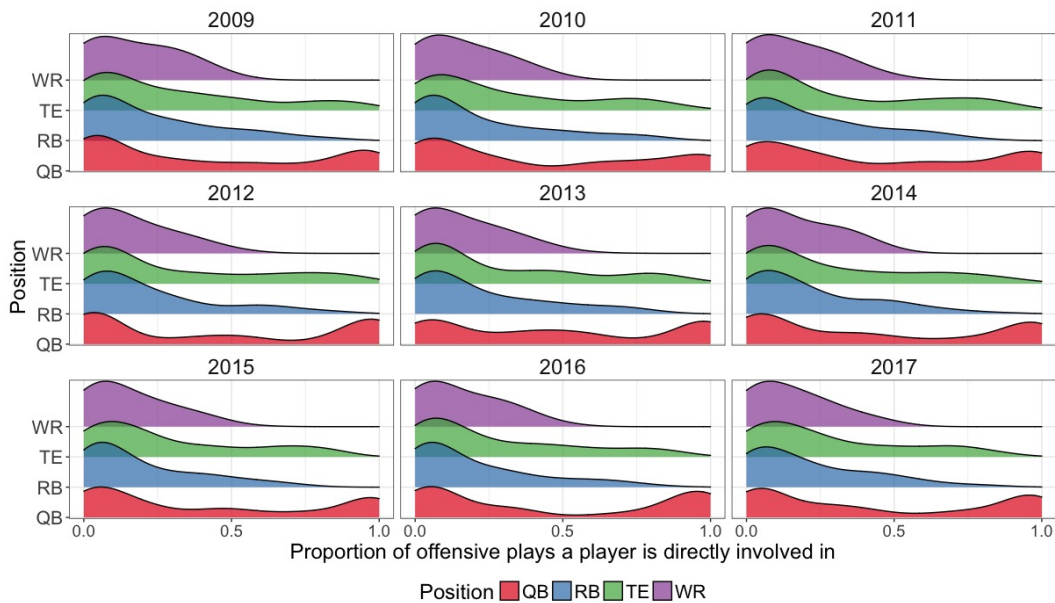 2009 2010 2011
WR
TE
RB
QB
2012 2013 2014
WR
TE
RB
QB
2015 2016 2017
WR
TE
RB
QB
0.0 0.5 1.0 0.0 0.5 1.0 0.0 0.5 1.0
Position
Proportion of offensive plays a player is directly involved in
Position QB RB TE WR